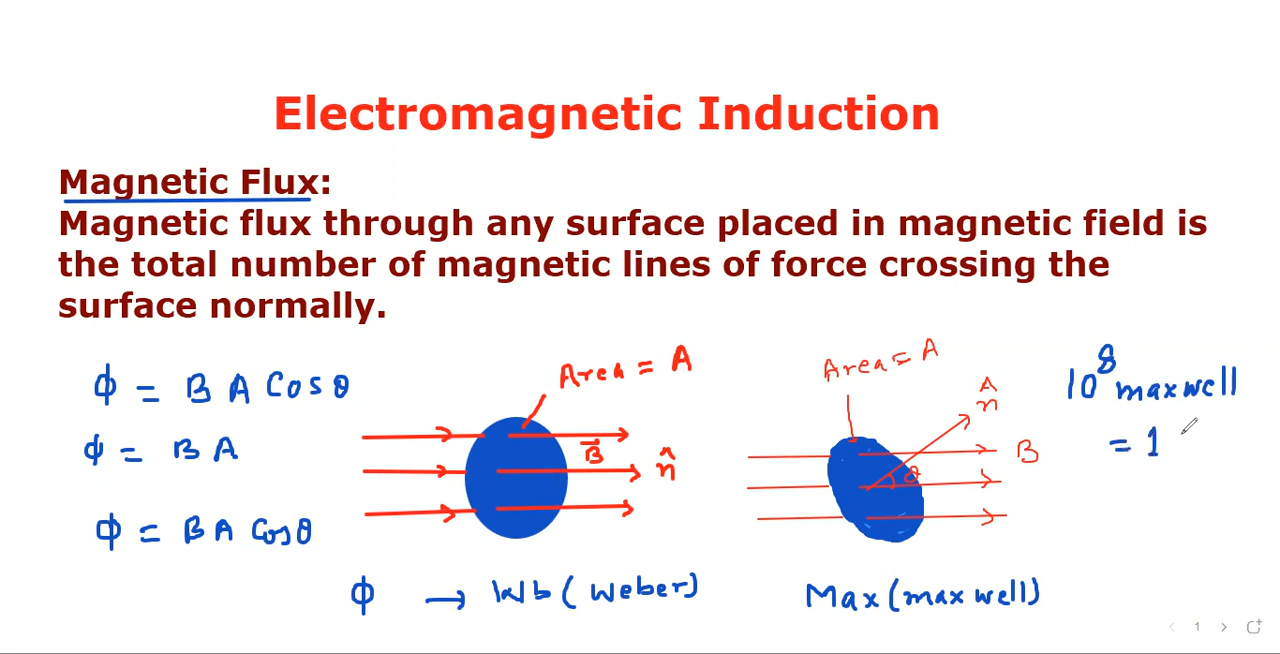 Electromagnetic Induction
Magnetic Flux:
Magnetic flux through any surface placed in magnetic field is
the total number of magnetic lines of force crossing the
surface normally.
ϕ = B A Cosθ
ϕ = B A
ϕ = B A Cosθ
Area = A
B⃗
n̂
Area = A
n̂
B
θ
10⁸ maxwell
= 1
ϕ → Wb (Weber)
Max (maxwell)
1